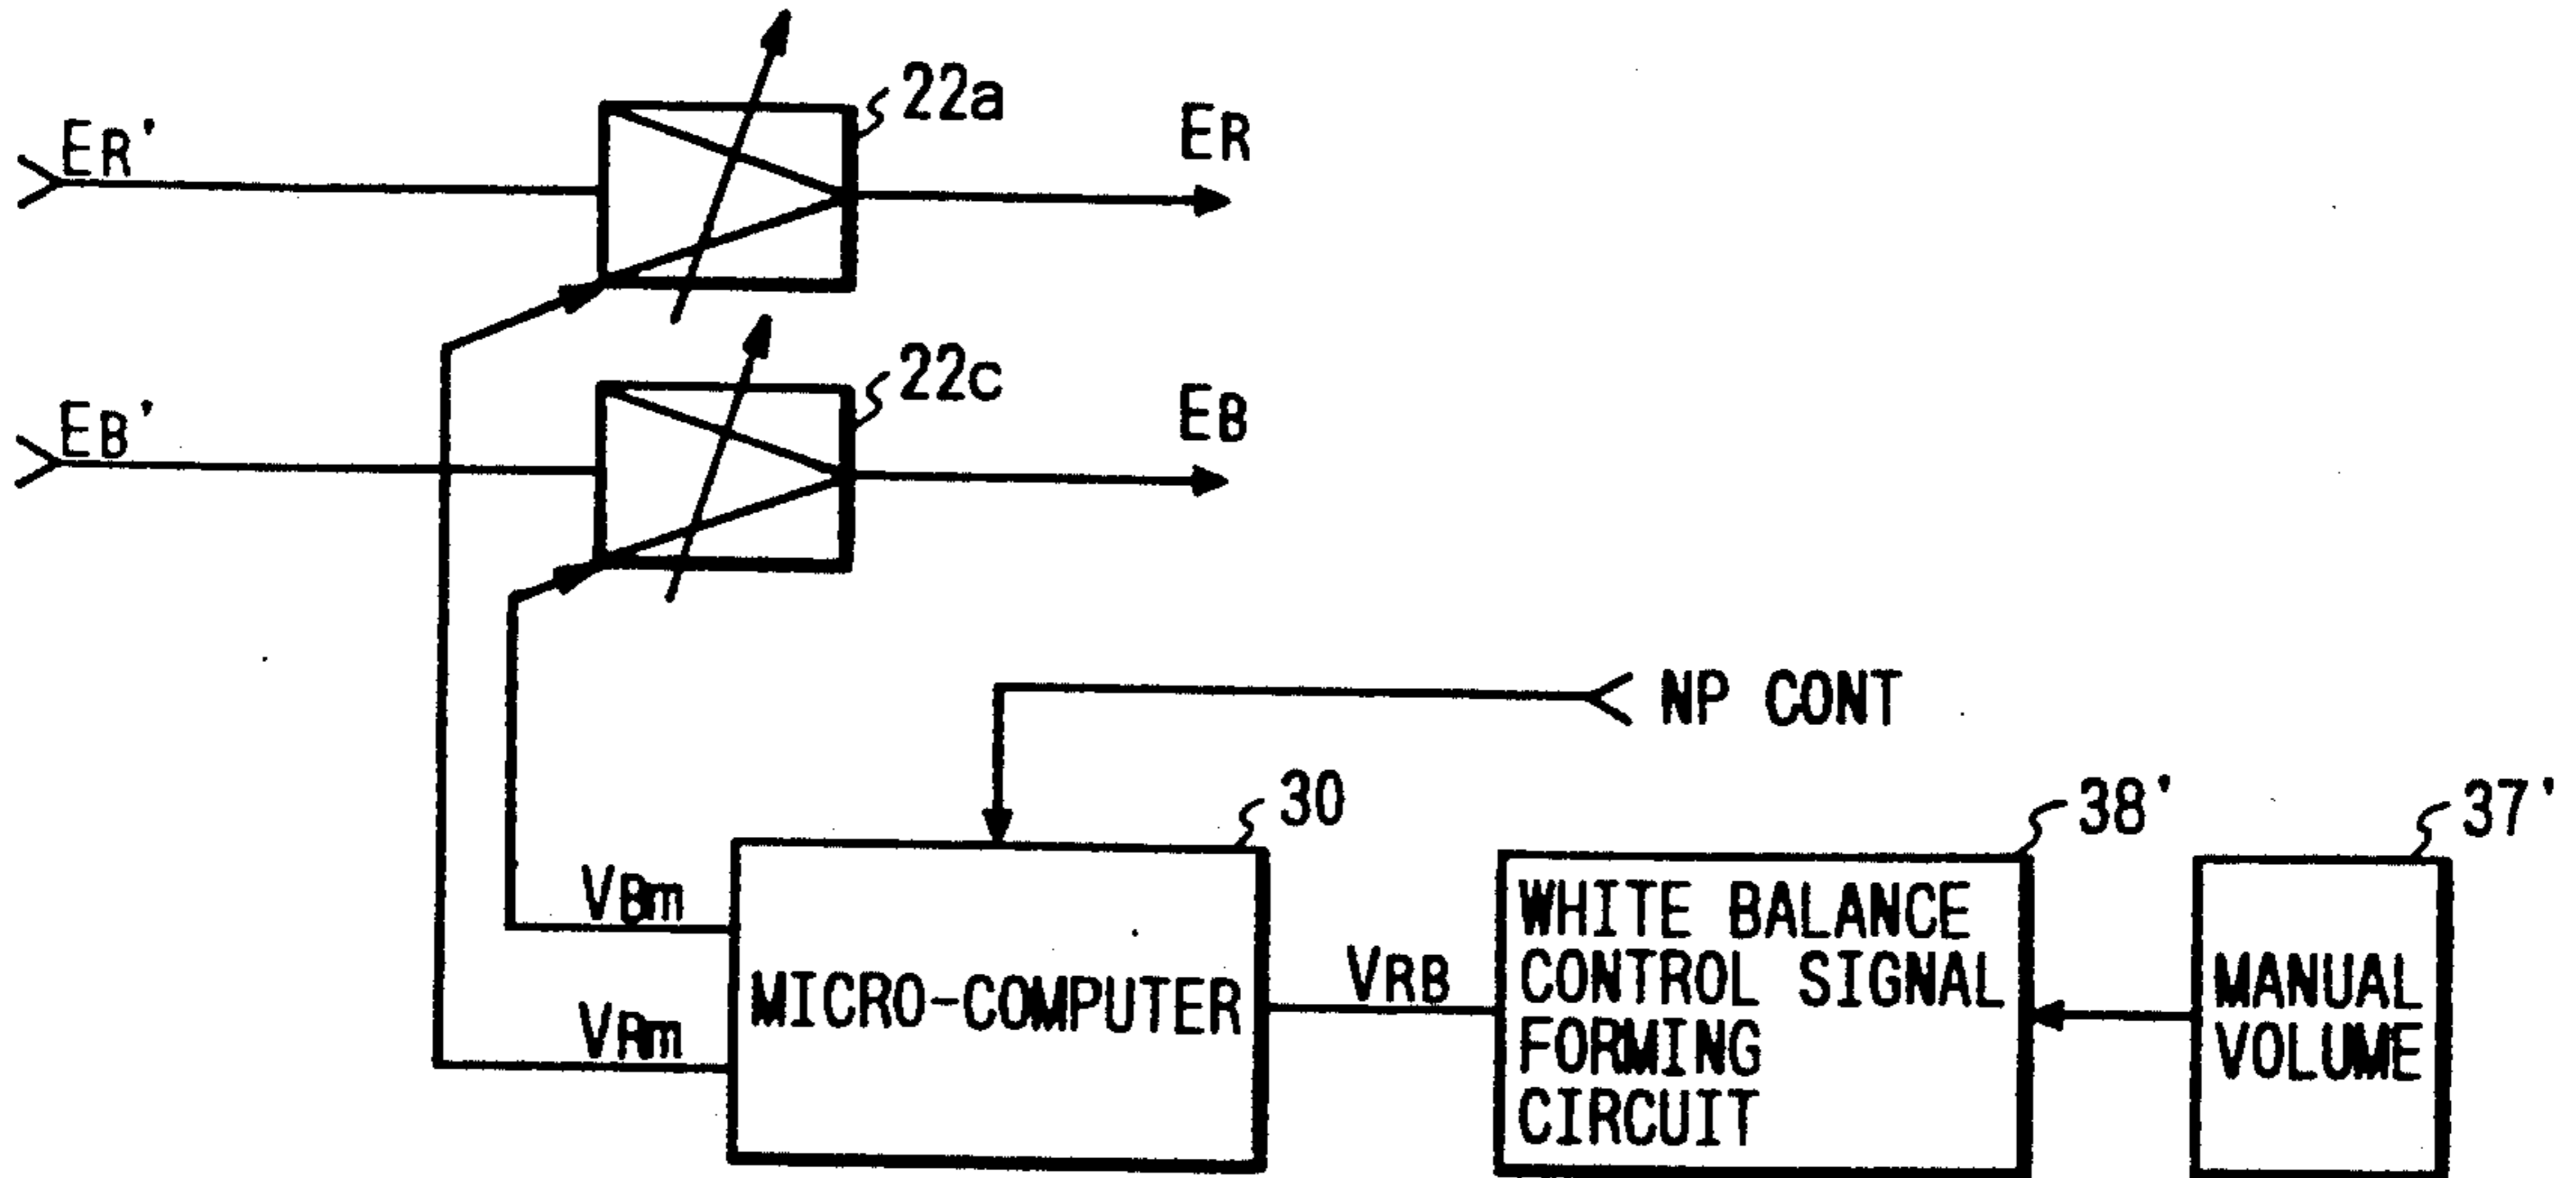 22a
ER'
ER
22c
EB'
EB
NP CONT
30
38'
37'
VBm
VRm
MICRO-COMPUTER
VRB
WHITE BALANCE
CONTROL SIGNAL
FORMING
CIRCUIT
MANUAL
VOLUME